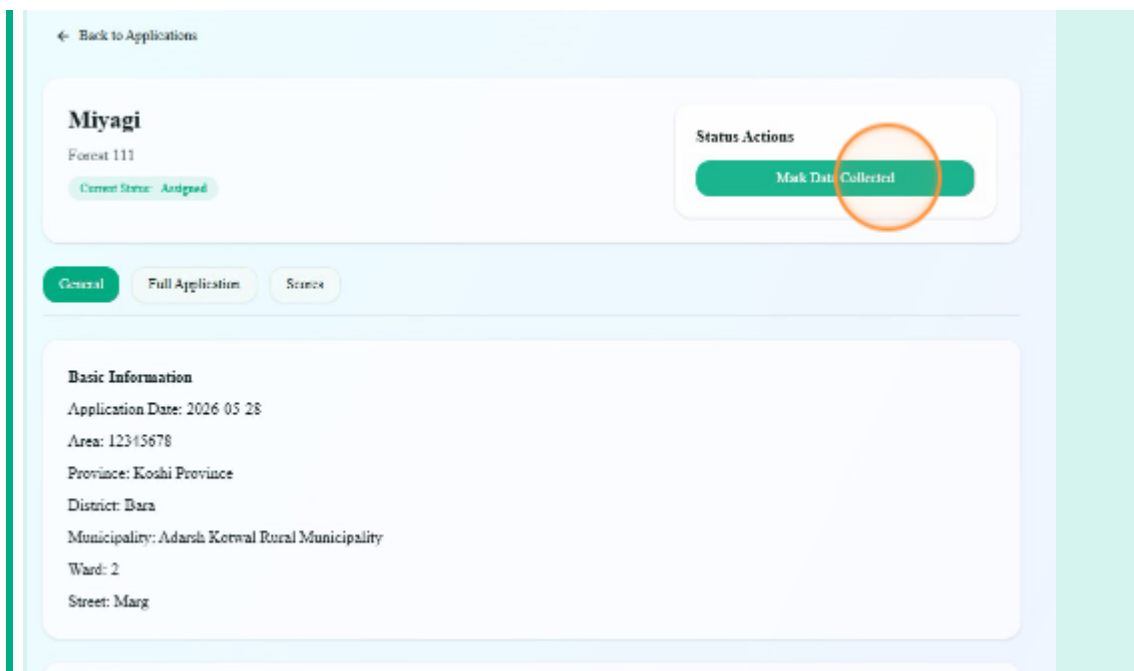 ← Back to Applications
Miyagi
Forest 111
Current Status: Assigned
Status Actions
Mark Data Collected
General
Full Application
Scores
Basic Information
Application Date: 2026-05-28
Area: 12345678
Province: Koshi Province
District: Bara
Municipality: Adarsh Kotwal Rural Municipality
Ward: 2
Street: Marg